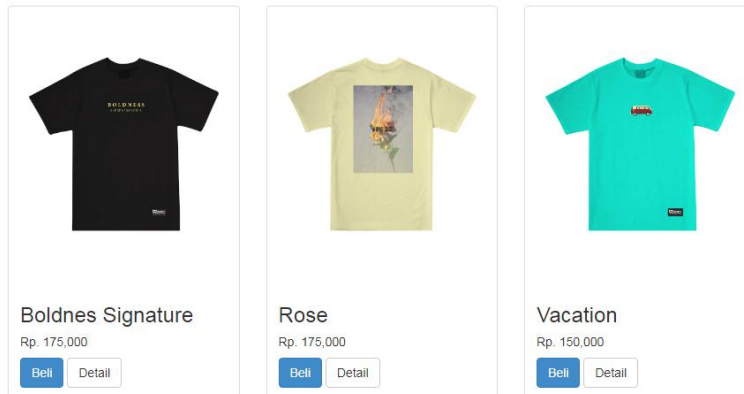 BOLDNESS
Boldnes Signature
Rp. 175,000
Beli
Detail
Rose
Rp. 175,000
Beli
Detail
Vacation
Rp. 150,000
Beli
Detail